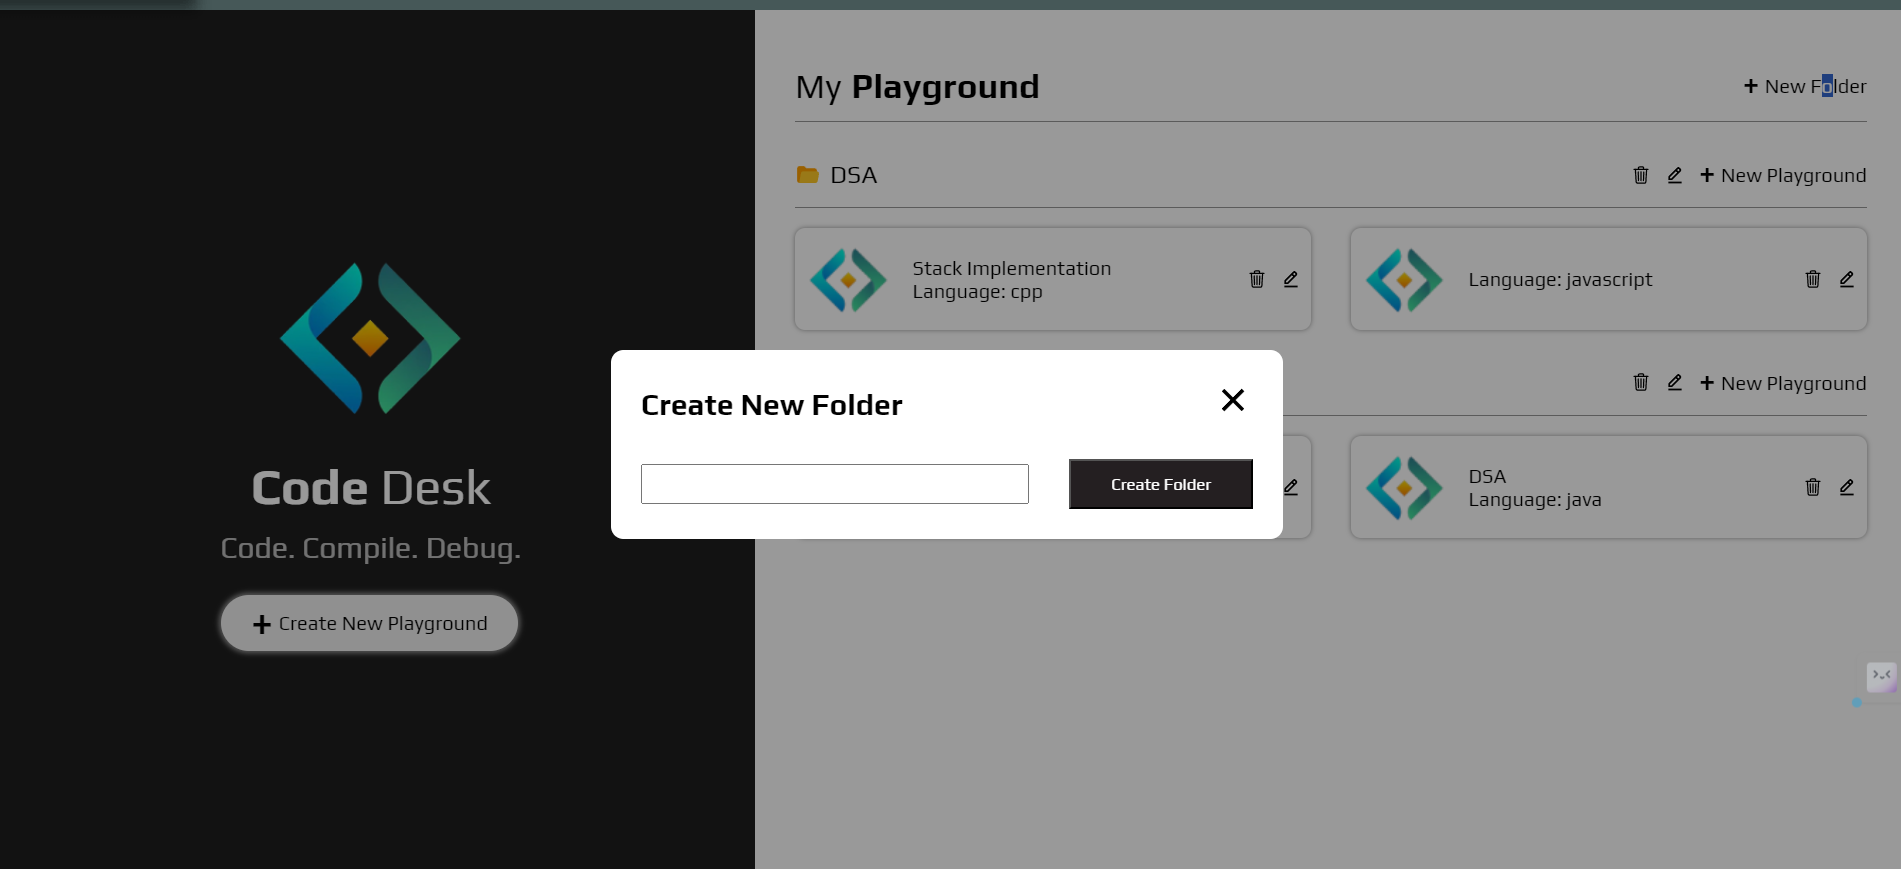 My Playground
+ New Folder
DSA
+ New Playground
Stack Implementation
Language: cpp
Language: javascript
+ New Playground
DSA
Language: java
Create New Folder
Create Folder
Code Desk
Code. Compile. Debug.
+ Create New Playground